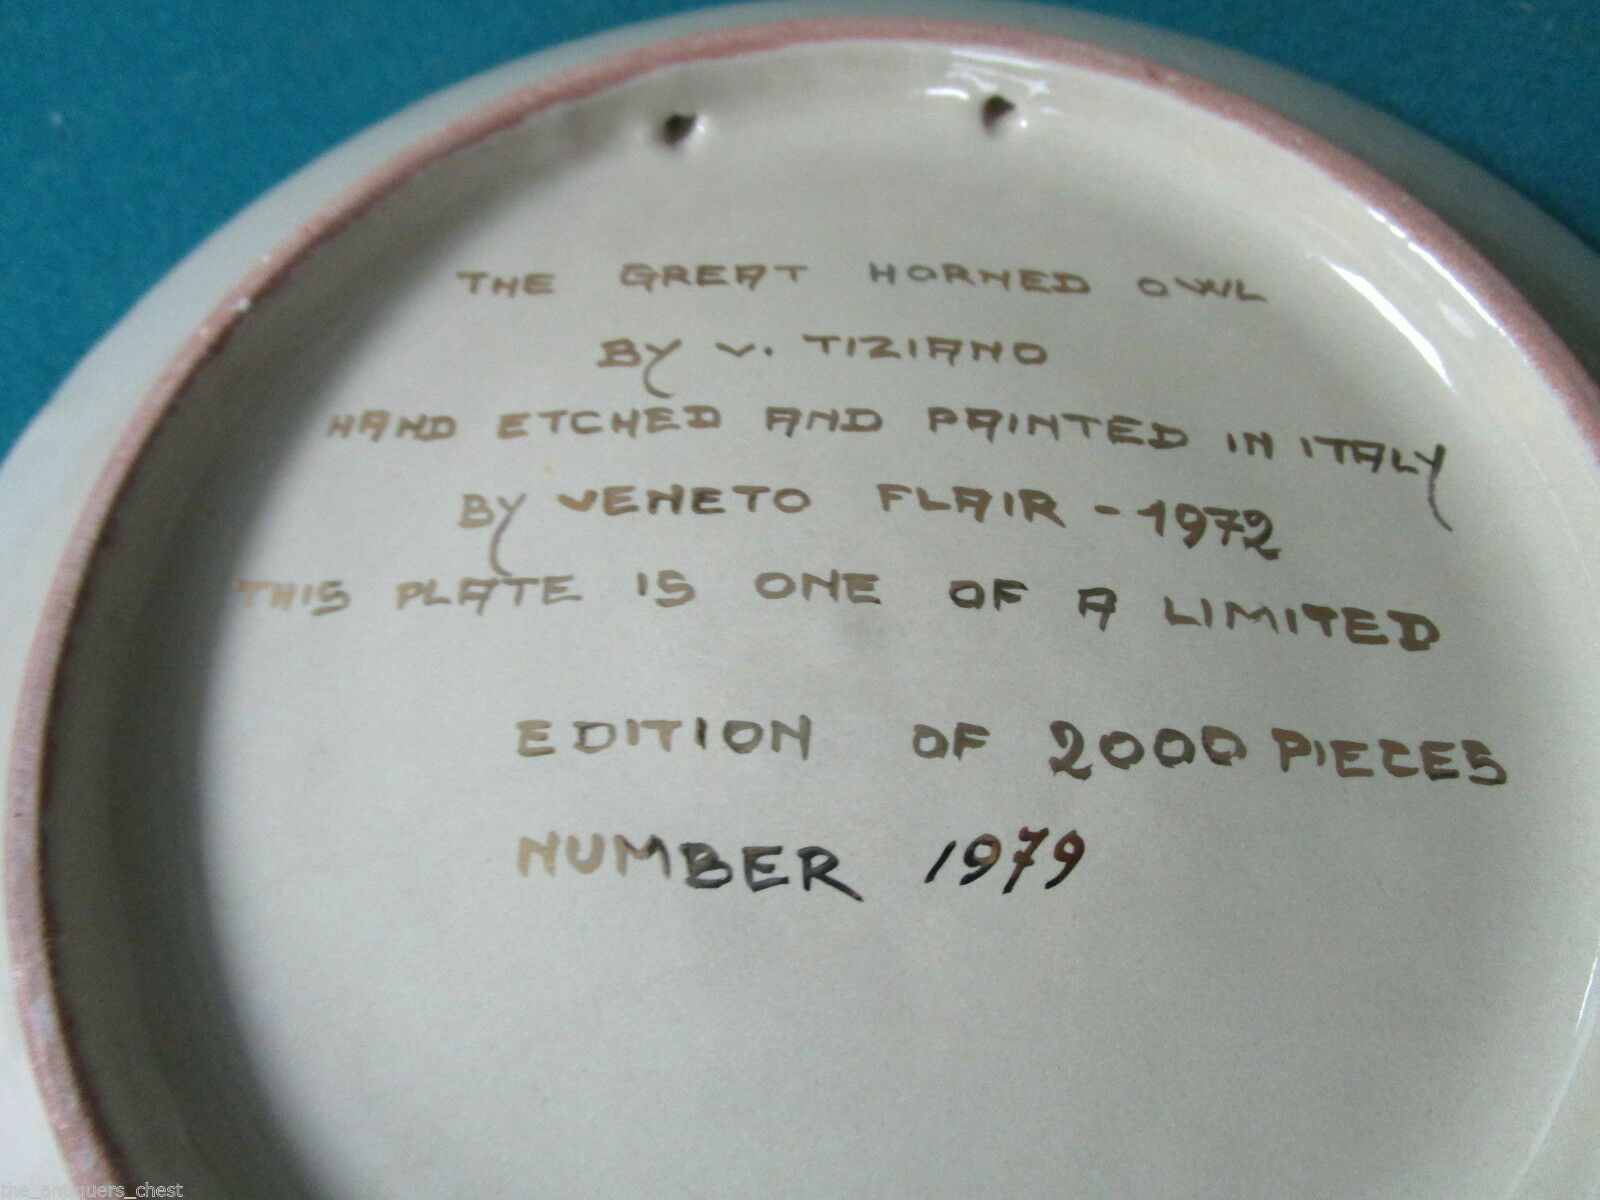 THE GREAT HORNED OWL
BY V. TIZIANO
HAND ETCHED AND PAINTED IN ITALY
BY VENETO FLAIR - 1972
THIS PLATE IS ONE OF A LIMITED
EDITION OF 2000 PIECES
NUMBER 1979
the_antiquers_chest